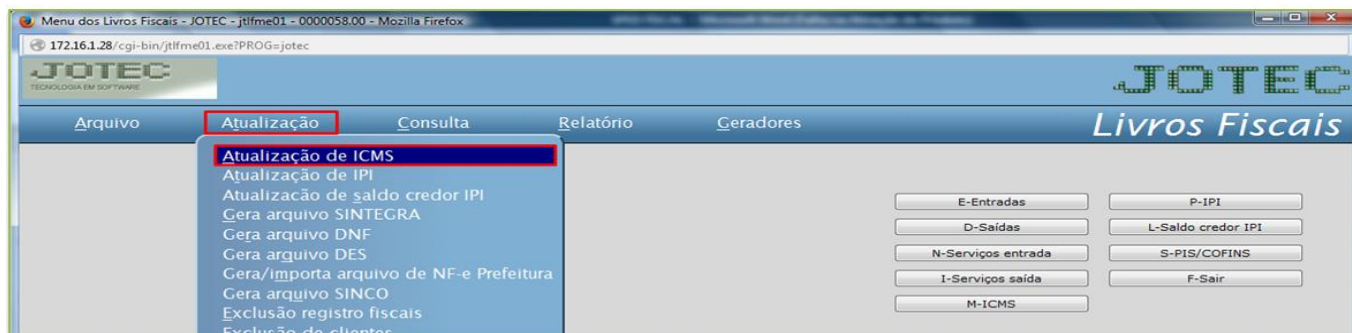 Menu dos Livros Fiscais - JOTEC - jtlfme01 - 0000058.00 - Mozilla Firefox
172.16.1.28/cgi-bin/jtlfme01.exe?PROG=jotec
JOTEC
TECNOLOGIA EM SOFTWARE
JOTEC
Arquivo Atualização Consulta Relatório Geradores Livros Fiscais
Atualização de ICMS
Atualização de IPI
Atualizacão de saldo credor IPI
Gera arquivo SINTEGRA
Gera arquivo DNF
Gera arquivo DES
Gera/importa arquivo de NF-e Prefeitura
Gera arquivo SINCO
Exclusão registro fiscais
Exclusão de clientes
E-Entradas P-IPI
D-Saídas L-Saldo credor IPI
N-Serviços entrada S-PIS/COFINS
I-Serviços saída F-Sair
M-ICMS